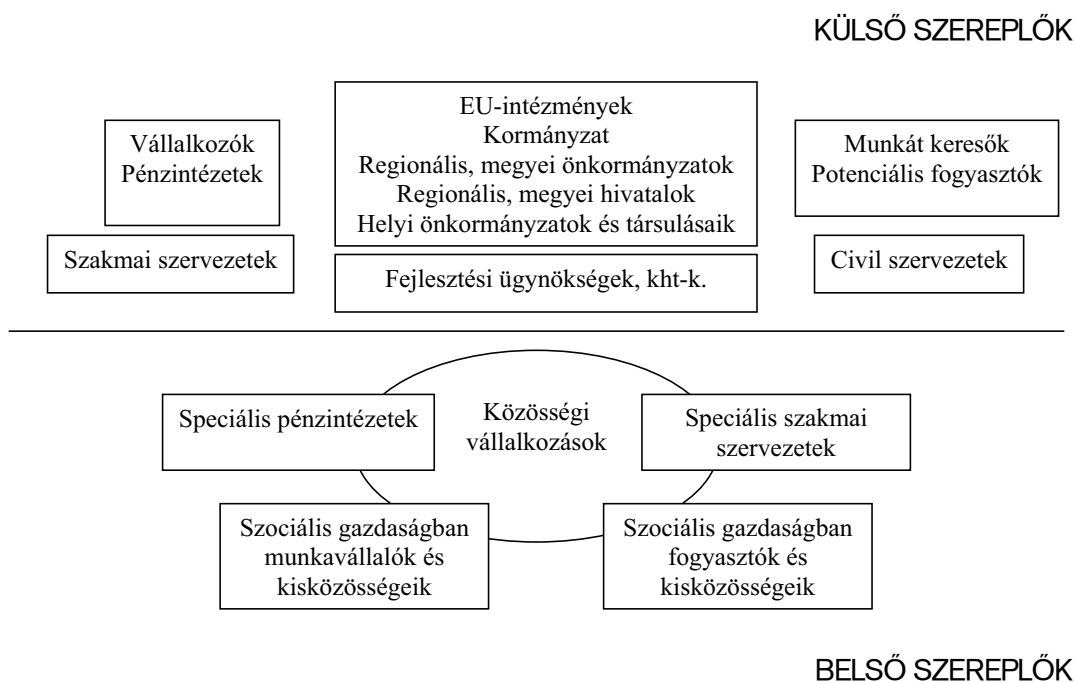 KÜLSŐ SZEREPLŐK
Vállalkozók
Pénzintézetek
EU-intézmények
Kormányzat
Regionális, megyei önkormányzatok
Regionális, megyei hivatalok
Helyi önkormányzatok és társulásaik
Munkát keresők
Potenciális fogyasztók
Szakmai szervezetek
Fejlesztési ügynökségek, kht-k.
Civil szervezetek
Speciális pénzintézetek
Közösségi
vállalkozások
Speciális szakmai
szervezetek
Szociális gazdaságban
munkavállalók és
kisközösségeik
Szociális gazdaságban
fogyasztók és
kisközösségeik
BELSŐ SZEREPLŐK